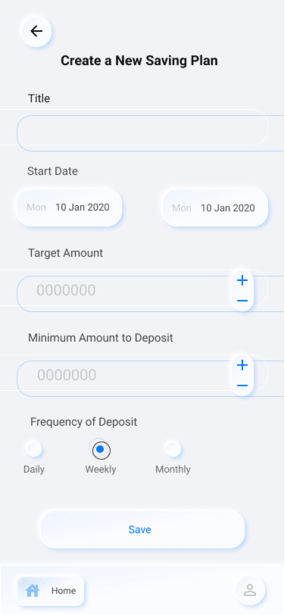 Create a New Saving Plan
Title
Start Date
Mon 10 Jan 2020 Mon 10 Jan 2020
Target Amount
0000000
+
−
Minimum Amount to Deposit
0000000
+
−
Frequency of Deposit
Daily Weekly Monthly
Save
Home